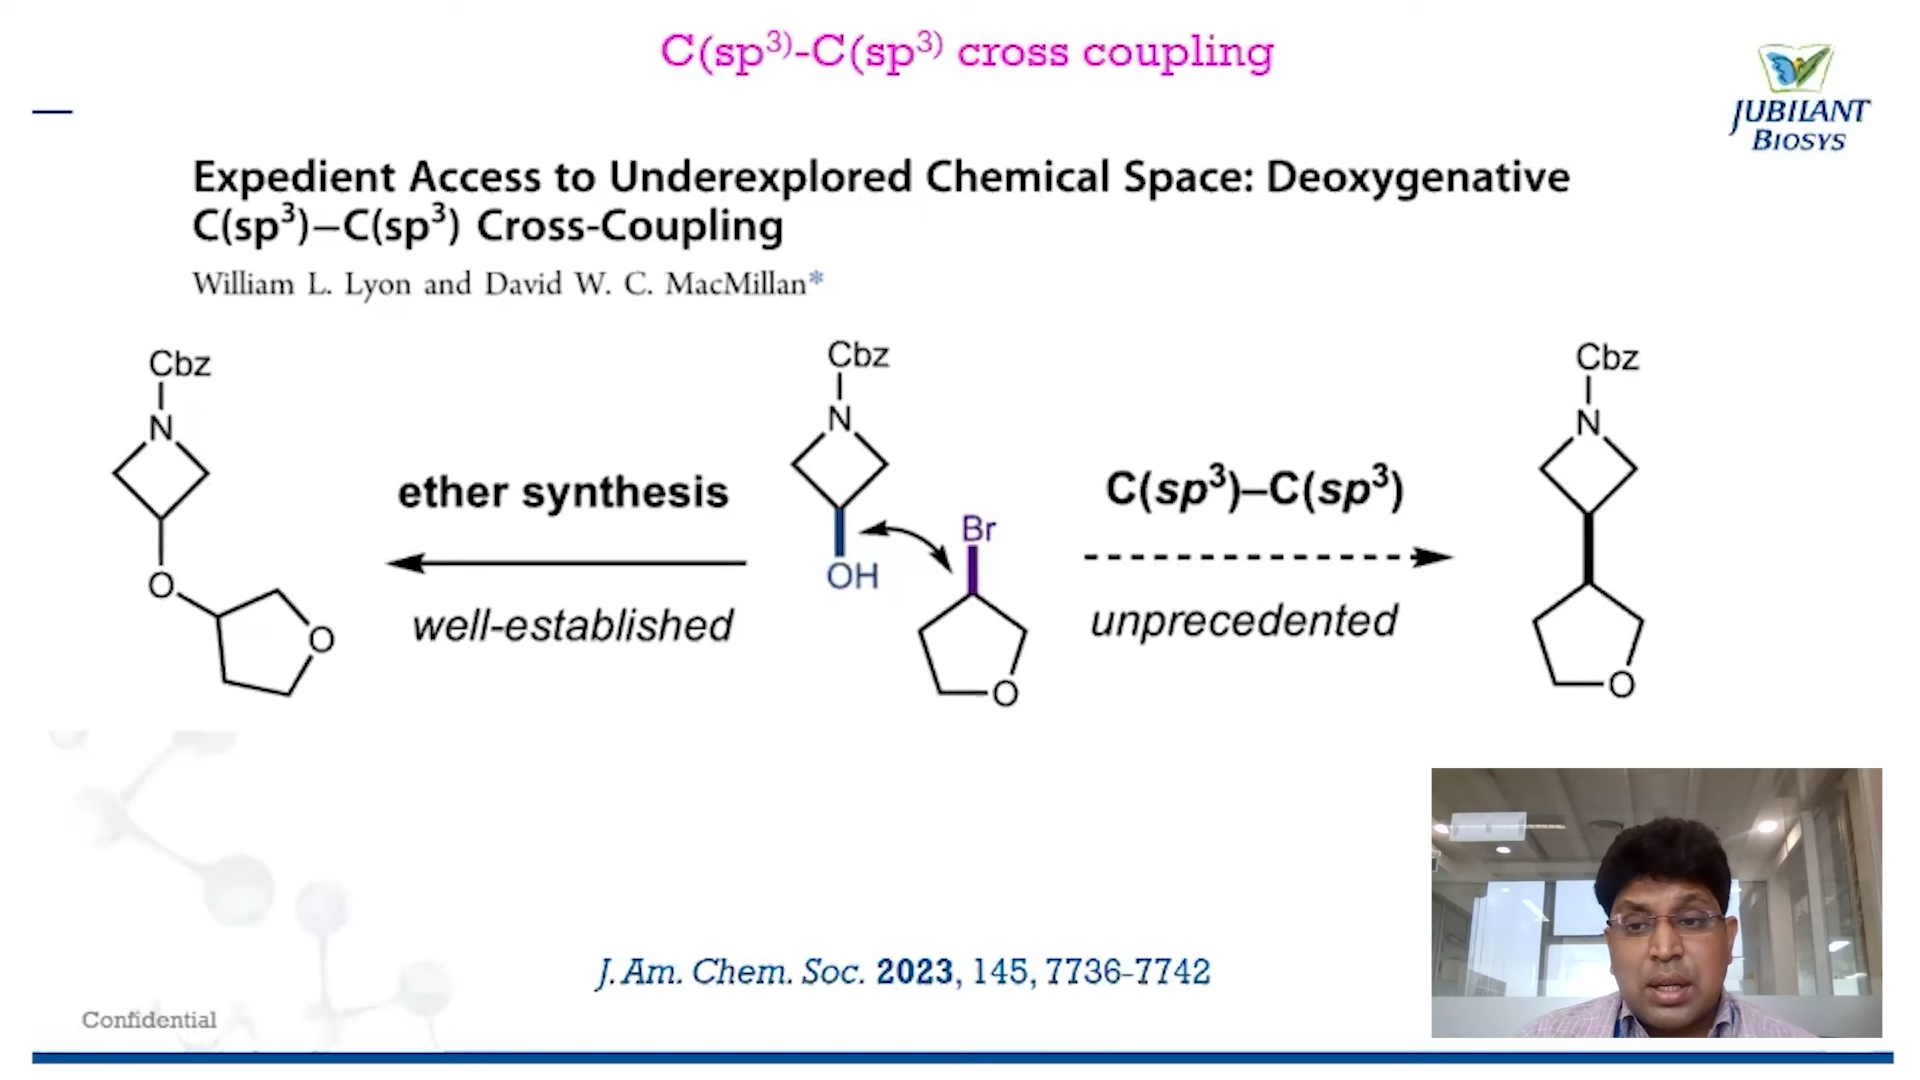 C(sp³)-C(sp³) cross coupling
JUBILANT
BIOSYS
Expedient Access to Underexplored Chemical Space: Deoxygenative
C(sp³)–C(sp³) Cross-Coupling
William L. Lyon and David W. C. MacMillan*
Cbz
N
O
O
ether synthesis
well-established
Cbz
N
OH
Br
O
C(sp³)–C(sp³)
unprecedented
Cbz
N
O
J. Am. Chem. Soc. 2023, 145, 7736-7742
Confidential